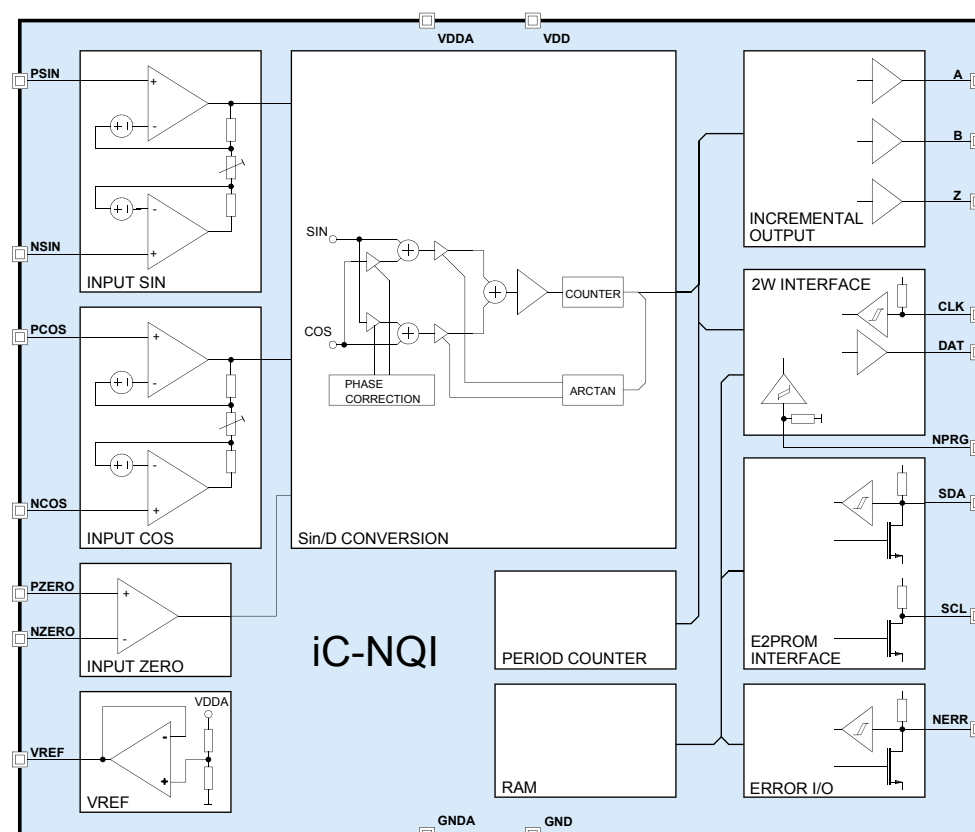 VDDA
VDD
PSIN
+
-
+-
+-
-
+
NSIN
INPUT SIN
PCOS
+
-
+-
+-
-
+
NCOS
INPUT COS
PZERO
+
NZERO
-
INPUT ZERO
VDDA
-
VREF
+
VREF
SIN
+
+
COUNTER
COS
+
PHASE
CORRECTION
ARCTAN
Sin/D CONVERSION
iC-NQI
PERIOD COUNTER
RAM
A
B
Z
INCREMENTAL
OUTPUT
2W INTERFACE
CLK
DAT
NPRG
SDA
SCL
E2PROM
INTERFACE
NERR
ERROR I/O
GNDA
GND